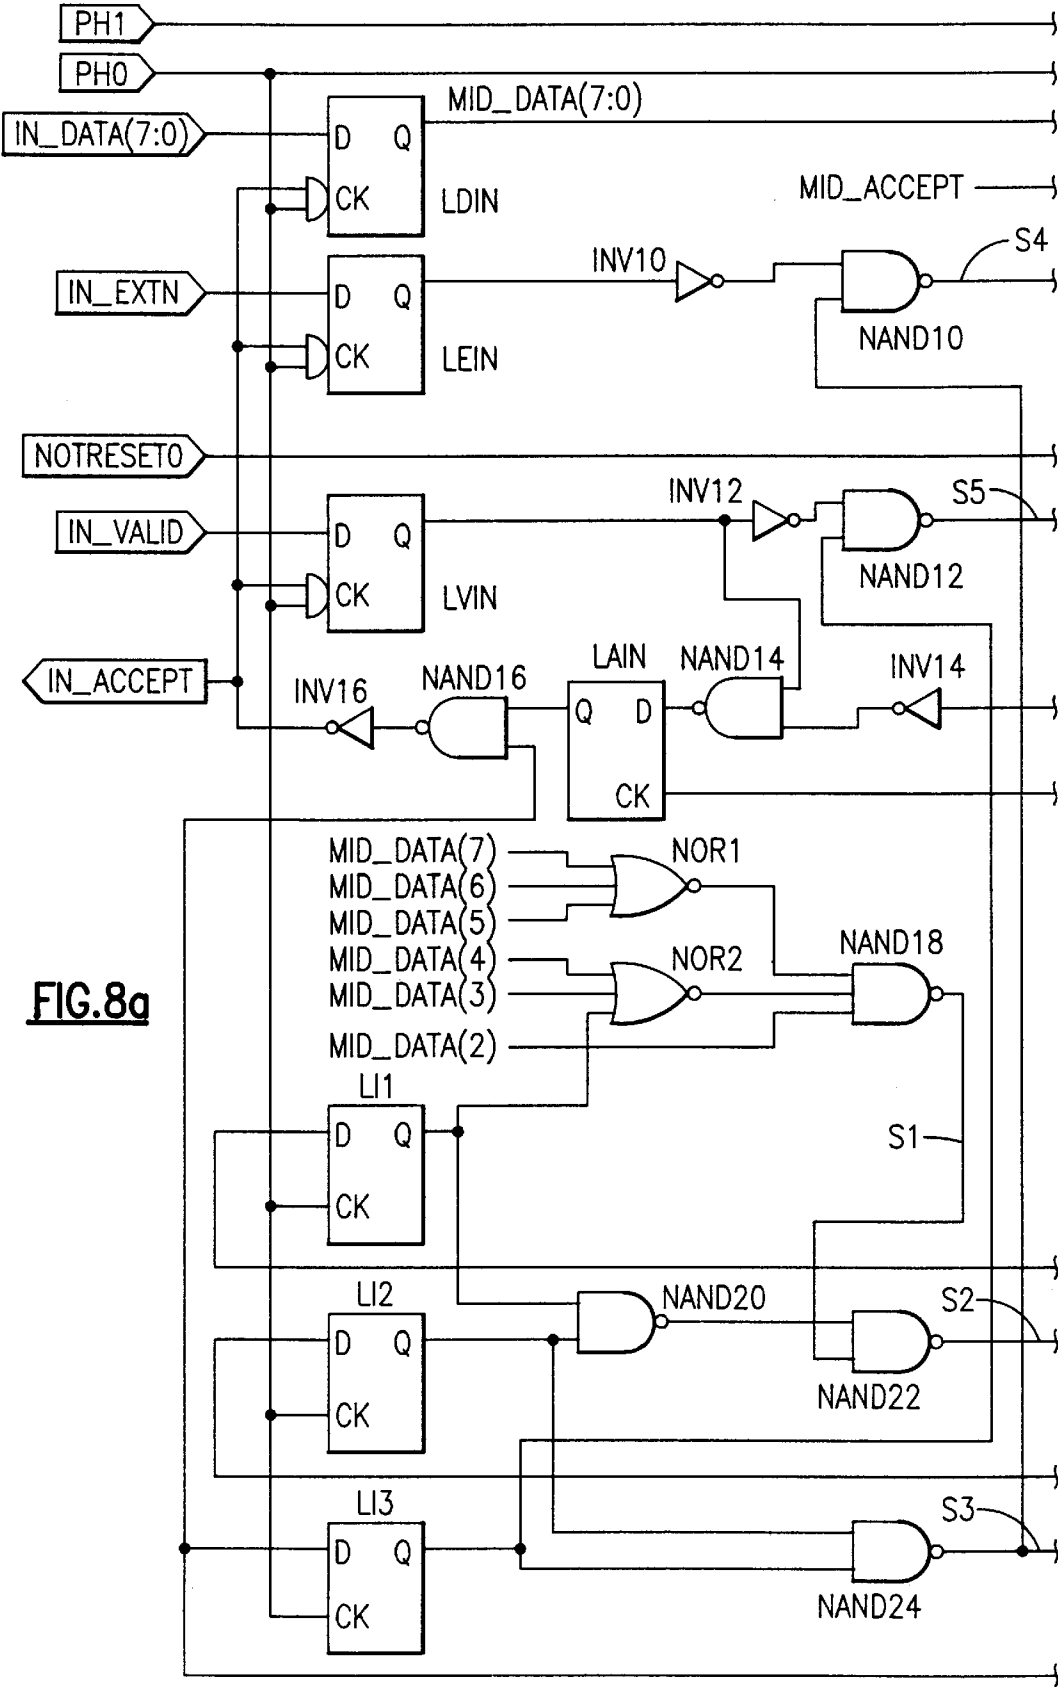 PH1
PH0
MID_DATA(7:0)
IN_DATA(7:0)
D Q
MID_ACCEPT
CK
LDIN
S4
INV10
IN_EXTN
D Q
NAND10
CK
LEIN
NOTRESET0
INV12
S5
IN_VALID
D Q
NAND12
CK
LVIN
LAIN
NAND14
INV14
IN_ACCEPT
INV16
NAND16
Q D
CK
MID_DATA(7)
NOR1
MID_DATA(6)
MID_DATA(5)
NAND18
MID_DATA(4)
NOR2
MID_DATA(3)
FIG.8a
MID_DATA(2)
LI1
D Q
S1
CK
LI2
NAND20
S2
D Q
NAND22
CK
LI3
S3
D Q
NAND24
CK